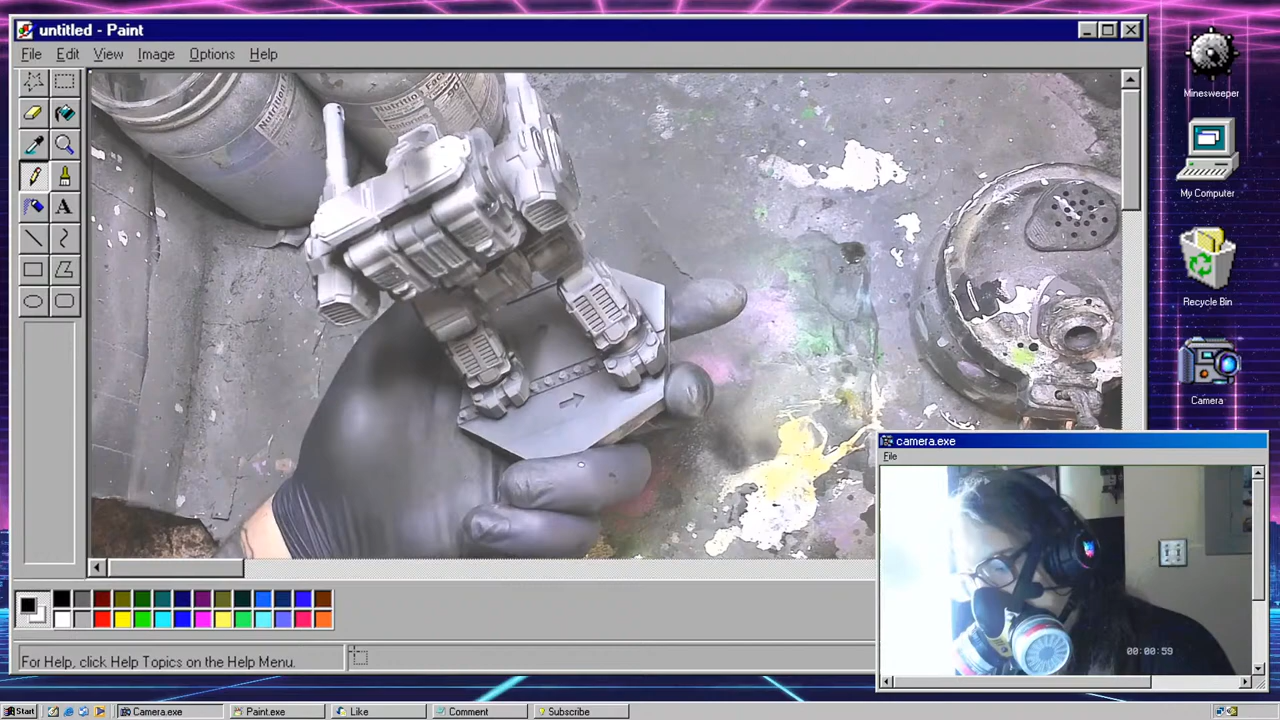 untitled - Paint
File Edit View Image Options Help
Minesweeper
My Computer
Recycle Bin
Camera
camera.exe
File
00:00:59
For Help, click Help Topics on the Help Menu.
Start Camera.exe Paint.exe Like Comment Subscribe